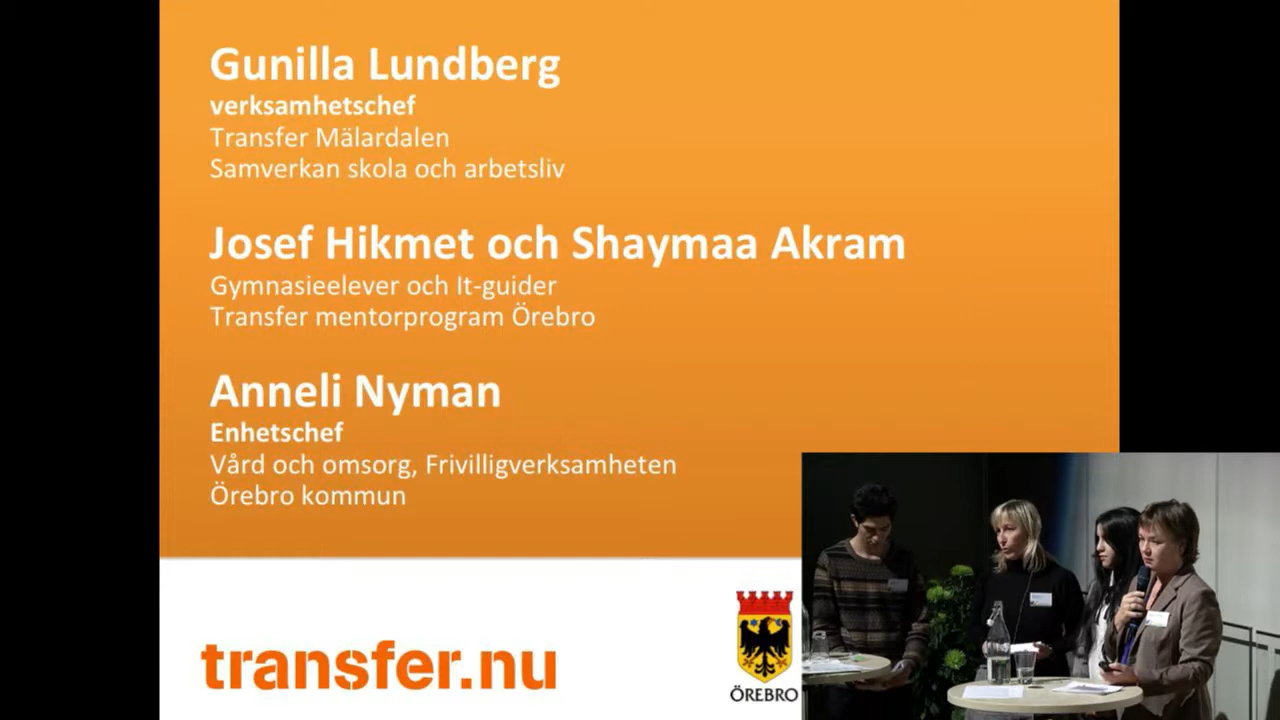 Gunilla Lundberg
verksamhetschef
Transfer Mälardalen
Samverkan skola och arbetsliv
Josef Hikmet och Shaymaa Akram
Gymnasieelever och It-guider
Transfer mentorprogram Örebro
Anneli Nyman
Enhetschef
Vård och omsorg, Frivilligverksamheten
Örebro kommun
transfer.nu
ÖREBRO